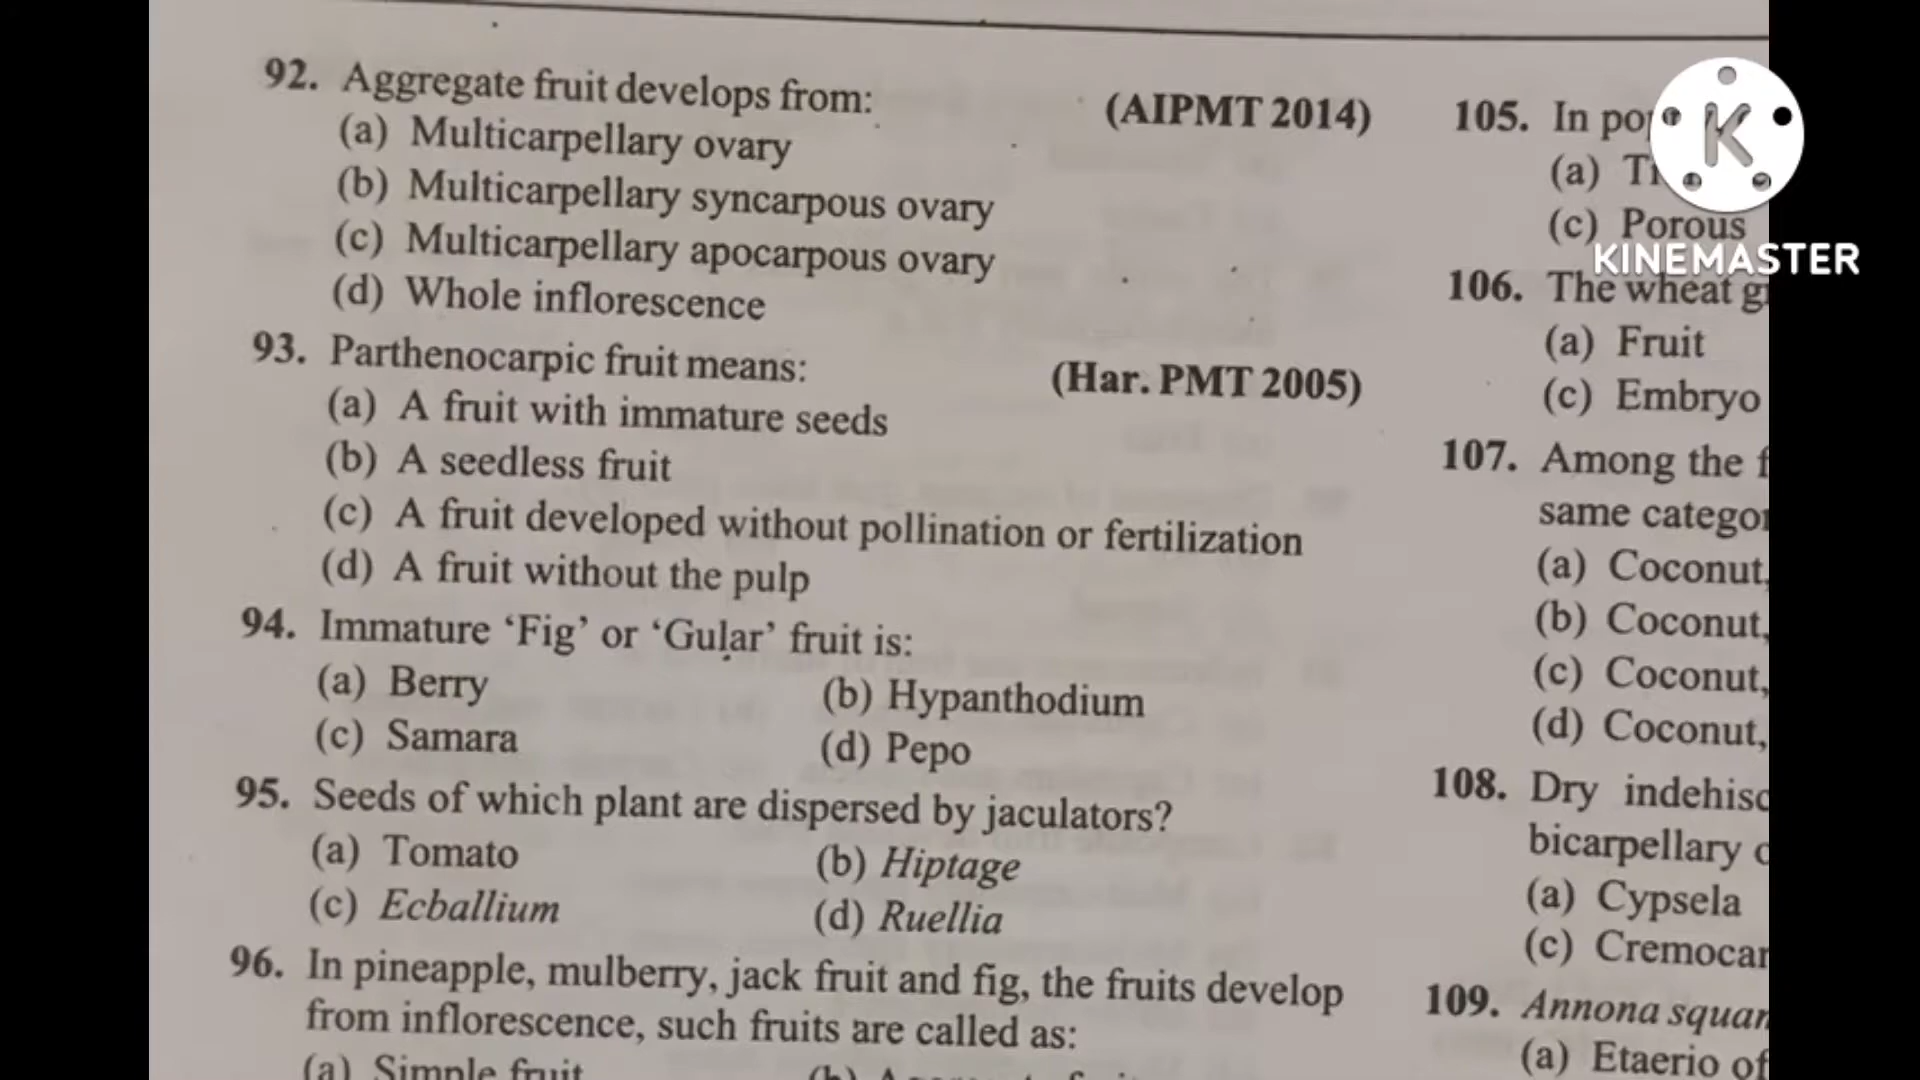 92. Aggregate fruit develops from: (AIPMT 2014)
(a) Multicarpellary ovary
(b) Multicarpellary syncarpous ovary
(c) Multicarpellary apocarpous ovary
(d) Whole inflorescence
93. Parthenocarpic fruit means: (Har. PMT 2005)
(a) A fruit with immature seeds
(b) A seedless fruit
(c) A fruit developed without pollination or fertilization
(d) A fruit without the pulp
94. Immature ‘Fig’ or ‘Gular’ fruit is:
(a) Berry (b) Hypanthodium
(c) Samara (d) Pepo
95. Seeds of which plant are dispersed by jaculators?
(a) Tomato (b) Hiptage
(c) Ecballium (d) Ruellia
96. In pineapple, mulberry, jack fruit and fig, the fruits develop
from inflorescence, such fruits are called as:
(a) Simple fruit (b)
105. In
(a)
(c) Porous
106. The wheat
(a) Fruit
(c) Embryo
107. Among the
same
(a) Coconut,
(b) Coconut,
(c) Coconut,
(d) Coconut,
108. Dry
bicarpellary
(a) Cypsela
(c)
109. Annona
(a) Etaerio of
K
KINEMASTER